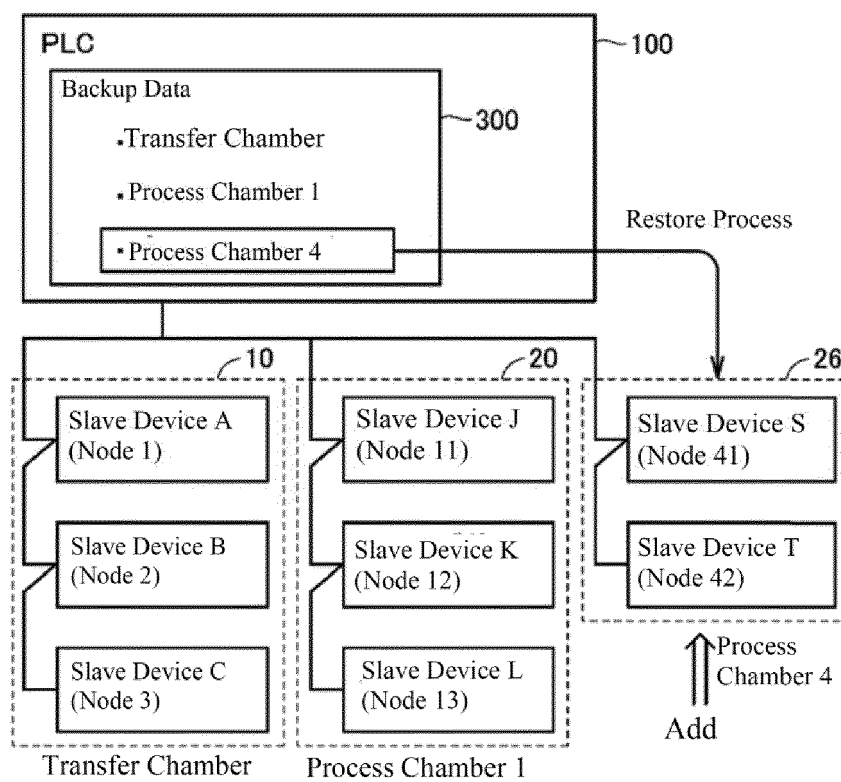 PLC
100
Backup Data
300
Transfer Chamber
Process Chamber 1
Process Chamber 4
Restore Process
10
20
26
Slave Device A
(Node 1)
Slave Device B
(Node 2)
Slave Device C
(Node 3)
Transfer Chamber
Slave Device J
(Node 11)
Slave Device K
(Node 12)
Slave Device L
(Node 13)
Process Chamber 1
Slave Device S
(Node 41)
Slave Device T
(Node 42)
Process
Chamber 4
Add